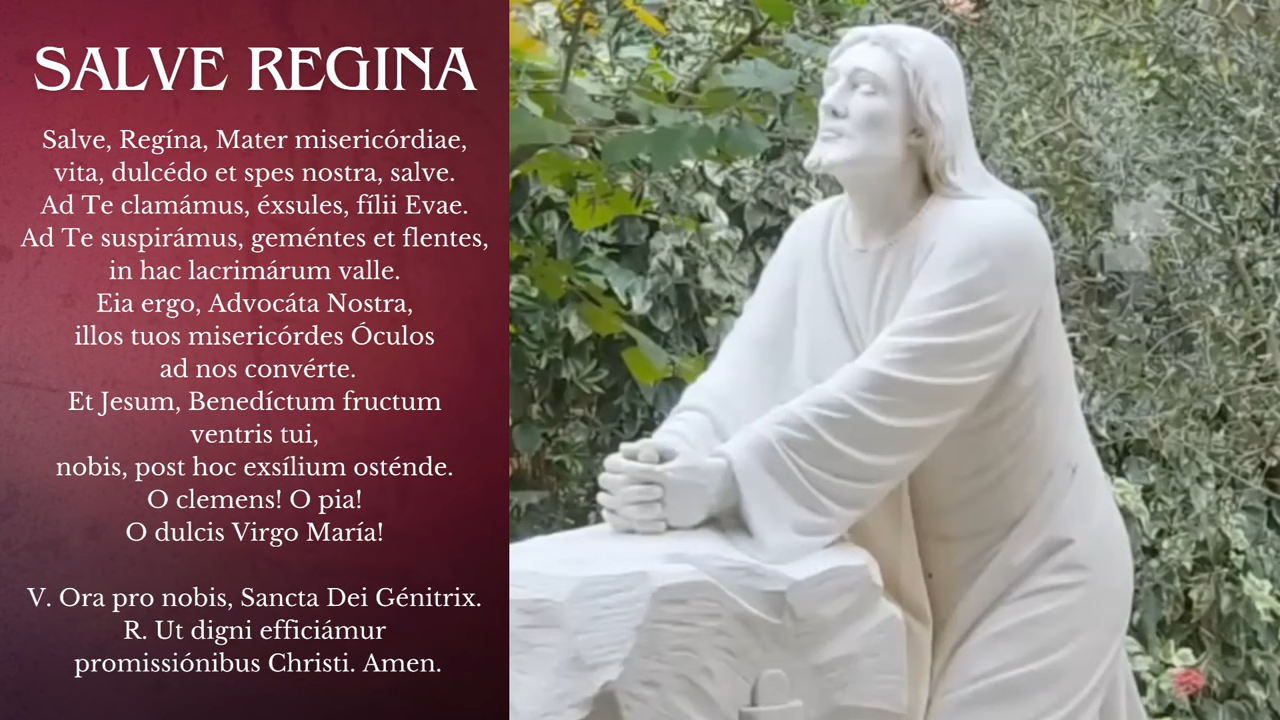 SALVE REGINA
Salve, Regína, Mater misericórdiae,
vita, dulcédo et spes nostra, salve.
Ad Te clamámus, éxsules, fílii Evae.
Ad Te suspirámus, geméntes et flentes,
in hac lacrimárum valle.
Eia ergo, Advocáta Nostra,
illos tuos misericórdes Óculos
ad nos convérte.
Et Jesum, Benedíctum fructum
ventris tui,
nobis, post hoc exsílium osténde.
O clemens! O pia!
O dulcis Virgo María!
V. Ora pro nobis, Sancta Dei Génitrix.
R. Ut digni efficiámur
promissiónibus Christi. Amen.